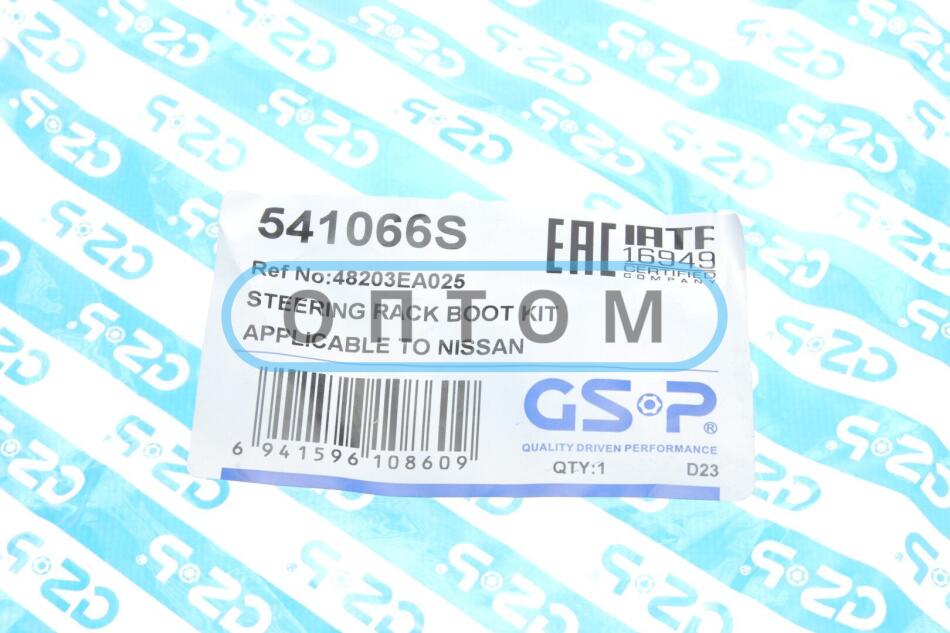 541066S
EAC
IATF
16949
CERTIFIED
COMPANY
Ref No:48203EA025
STEERING RACK BOOT KIT
ОПТОМ
APPLICABLE TO NISSAN
GSP®
QUALITY DRIVEN PERFORMANCE
6 941596 108609
QTY:1
D23